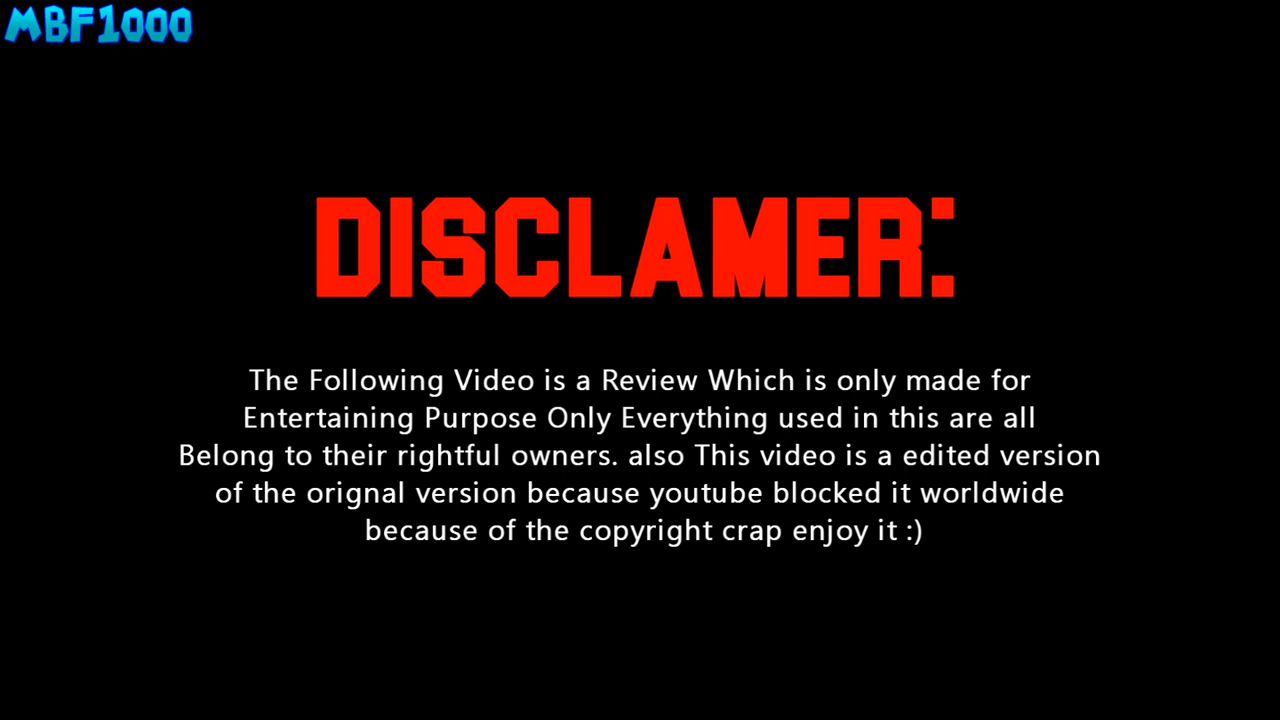 MBF1000
DISCLAMER:
The Following Video is a Review Which is only made for
Entertaining Purpose Only Everything used in this are all
Belong to their rightful owners. also This video is a edited version
of the orignal version because youtube blocked it worldwide
because of the copyright crap enjoy it :)